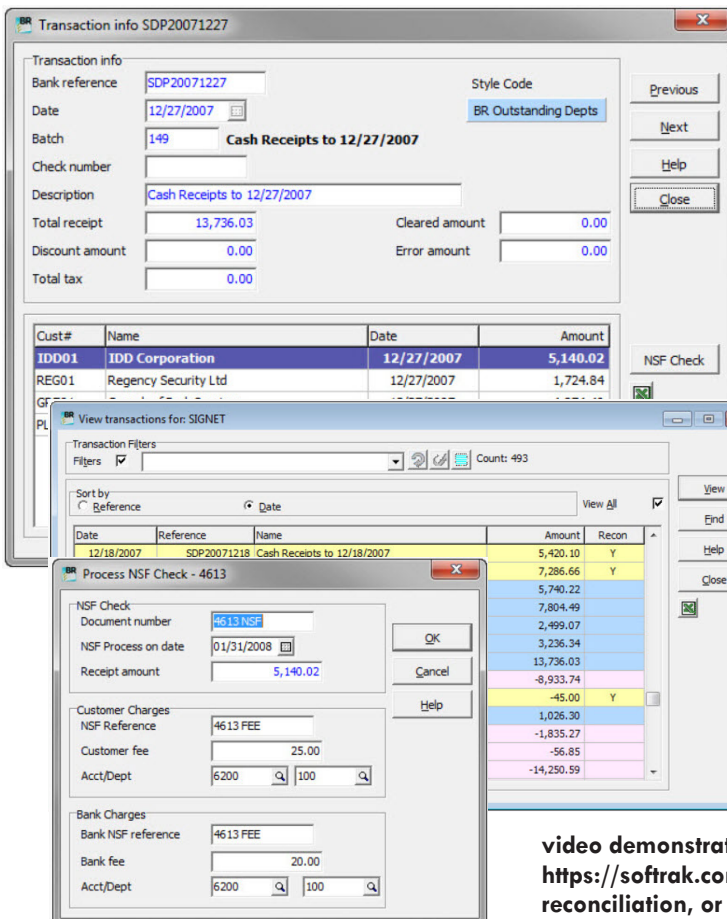 Transaction info SDP20071227
Transaction info
Bank reference SDP20071227 Style Code Previous
Date 12/27/2007 BR Outstanding Depts
Batch 149 Cash Receipts to 12/27/2007 Next
Check number Help
Description Cash Receipts to 12/27/2007 Close
Total receipt 13,736.03 Cleared amount 0.00
Discount amount 0.00 Error amount 0.00
Total tax 0.00
Cust# Name Date Amount
IDD01 IDD Corporation 12/27/2007 5,140.02 NSF Check
REG01 Regency Security Ltd 12/27/2007 1,724.84
PL
View transactions for: SIGNET
Transaction Filters
Filters Count: 493
Sort by
Reference Date View All View
Find
Date Reference Name Amount Recon
12/18/2007 SDP20071218 Cash Receipts to 12/18/2007 5,420.10 Y Help
7,286.66 Y
5,740.22 Close
7,804.49
2,499.07
3,236.34
13,736.03
-8,933.74
-45.00 Y
1,026.30
-1,835.27
-56.85
-14,250.59
Process NSF Check - 4613
NSF Check
Document number 4613 NSF OK
NSF Process on date 01/31/2008
Receipt amount 5,140.02 Cancel
Help
Customer Charges
NSF Reference 4613 FEE
Customer fee 25.00
Acct/Dept 6200 100
Bank Charges
Bank NSF reference 4613 FEE
Bank fee 20.00
Acct/Dept 6200 100
video demonstrat
https://softrak.co
reconciliation, or